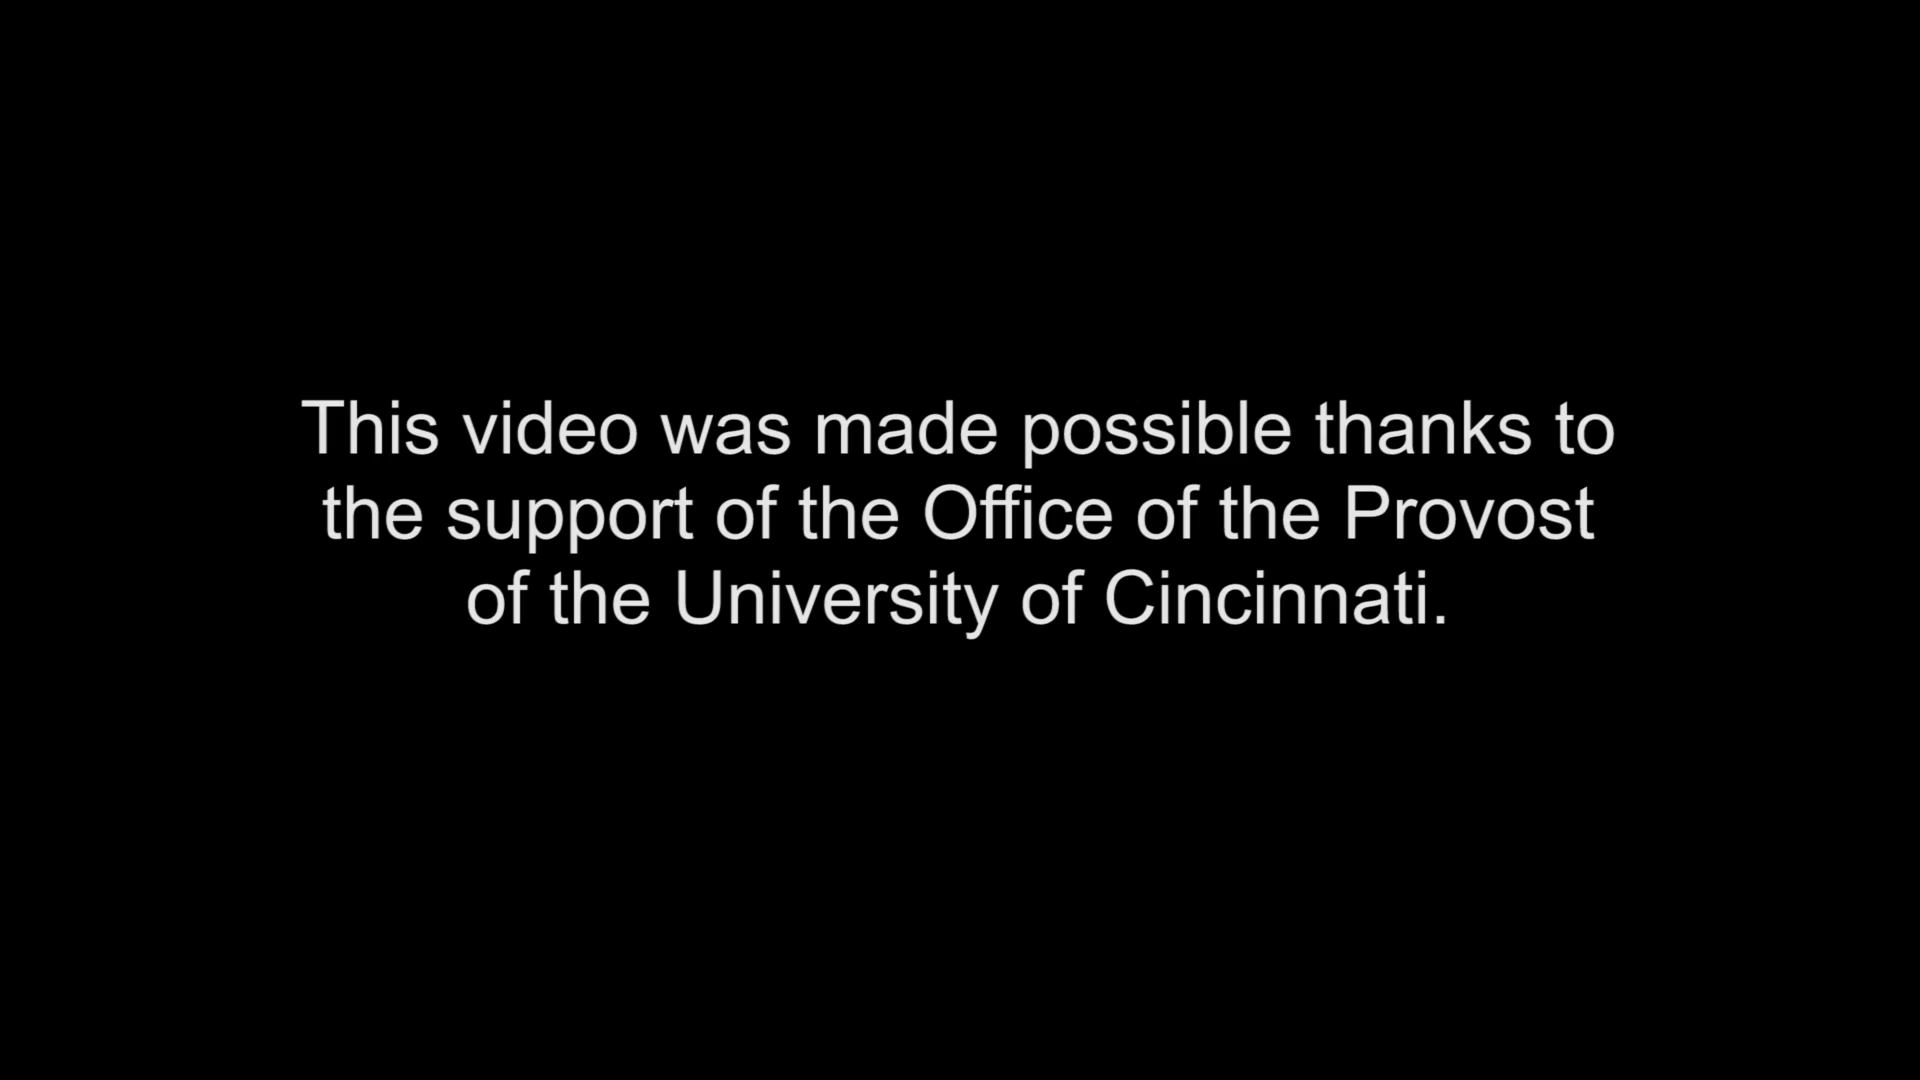 This video was made possible thanks to
the support of the Office of the Provost
of the University of Cincinnati.